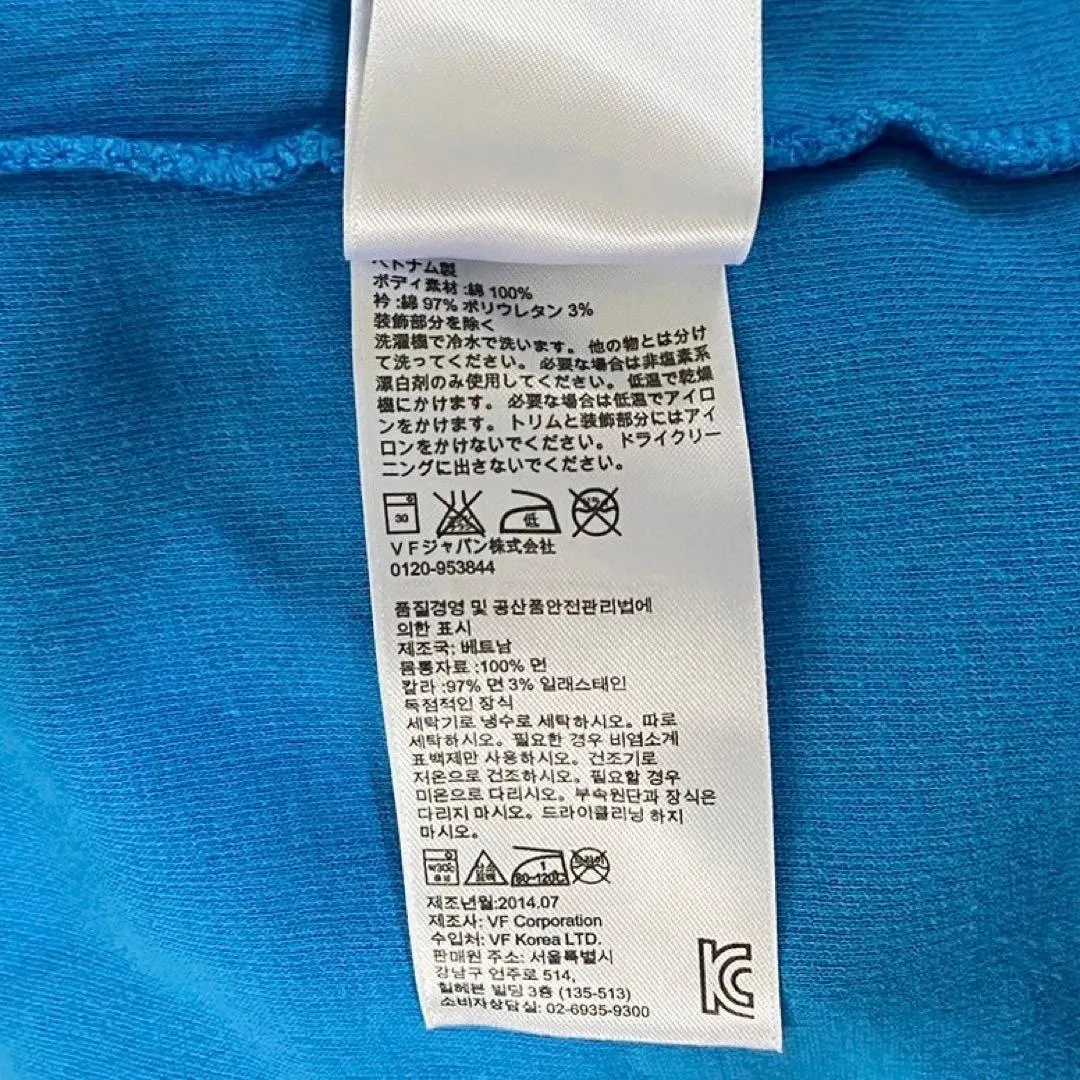 ベトナム製
ボディ素材 :綿 100%
衿 :綿 97% ポリウレタン 3%
装飾部分を除く
洗濯機で冷水で洗います。 他の物とは分け
て洗ってください。 必要な場合は非塩素系
漂白剤のみ使用してください。 低温で乾燥
機にかけます。 必要な場合は低温でアイロ
ンをかけます。 トリムと装飾部分にはアイ
ロンをかけないでください。 ドライクリー
ニングに出さないでください。
30
低
VFジャパン株式会社
0120-953844
품질경영 및 공산품안전관리법에
의한 표시
제조국: 베트남
몸통자료 :100% 면
칼라 :97% 면 3% 일래스태인
독점적인 장식
세탁기로 냉수로 세탁하시오。 따로
세탁하시오。 필요한 경우 비염소계
표백제만 사용하시오。 건조기로
저온으로 건조하시오。 필요할 경우
미온으로 다리시오。 부속원단과 장식은
다리지 마시오。 드라이클리닝 하지
마시오。
약30℃
1
80-120℃
제조년월:2014.07
제조사: VF Corporation
수입처: VF Korea LTD.
판매원 주소: 서울특별시
강남구 언주로 514,
힐헤븐 빌딩 3층 (135-513)
소비자상담실: 02-6935-9300